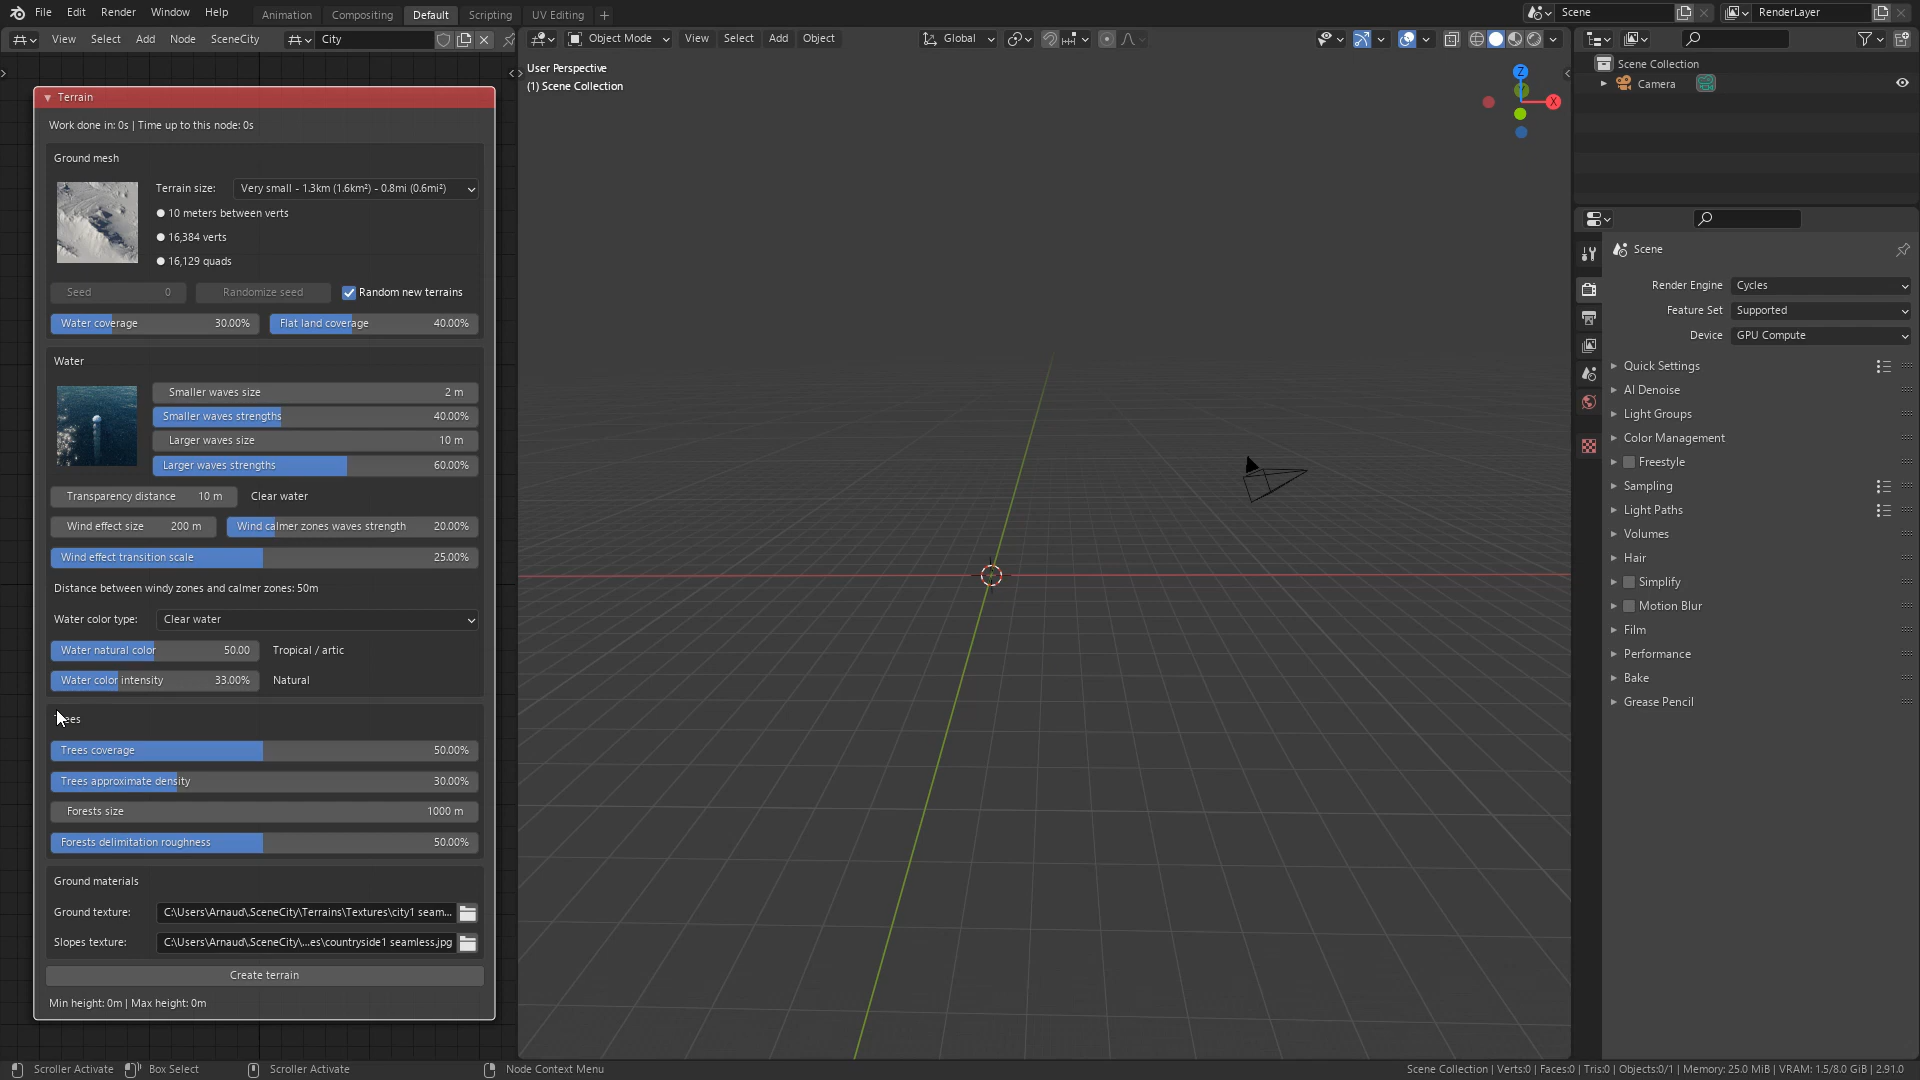 File Edit Render Window Help
Animation Compositing Default Scripting UV Editing +
Scene
RenderLayer
View Select Add Node SceneCity
City
Object Mode View Select Add Object
Global
User Perspective
(1) Scene Collection
Z
Y
X
Terrain
Work done in: 0s | Time up to this node: 0s
Ground mesh
Terrain size: Very small - 1.3km (1.6km²) - 0.8mi (0.6mi²)
10 meters between verts
16,384 verts
16,129 quads
Seed 0 Randomize seed Random new terrains
Water coverage 30.00% Flat land coverage 40.00%
Water
Smaller waves size 2 m
Smaller waves strengths 40.00%
Larger waves size 10 m
Larger waves strengths 60.00%
Transparency distance 10 m Clear water
Wind effect size 200 m Wind calmer zones waves strength 20.00%
Wind effect transition scale 25.00%
Distance between windy zones and calmer zones: 50m
Water color type: Clear water
Water natural color 50.00 Tropical / artic
Water color intensity 33.00% Natural
Trees coverage 50.00%
Trees approximate density 30.00%
Forests size 1000 m
Forests delimitation roughness 50.00%
Ground materials
Ground texture: C:\Users\Arnaud\.SceneCity\Terrains\Textures\city1 seam...
Slopes texture: C:\Users\Arnaud\.SceneCity\...es\countryside1 seamless.jpg
Create terrain
Min height: 0m | Max height: 0m
Scene Collection
Camera
Scene
Render Engine Cycles
Feature Set Supported
Device GPU Compute
Quick Settings
AI Denoise
Light Groups
Color Management
Freestyle
Sampling
Light Paths
Volumes
Hair
Simplify
Motion Blur
Film
Performance
Bake
Grease Pencil
Scroller Activate Box Select Scroller Activate Node Context Menu
Scene Collection | Verts:0 | Faces:0 | Tris:0 | Objects:0/1 | Memory: 25.0 MiB | VRAM: 1.5/8.0 GiB | 2.91.0